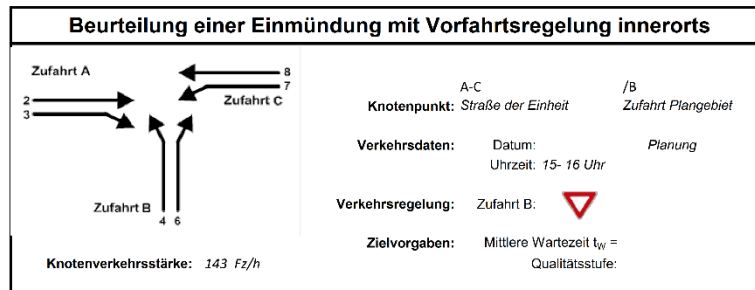 Beurteilung einer Einmündung mit Vorfahrtsregelung innerorts
Zufahrt A
8
7
Zufahrt C
2
3
Zufahrt B
4 6
Knotenverkehrsstärke: 143 Fz/h
A-C /B
Knotenpunkt: Straße der Einheit Zufahrt Plangebiet
Verkehrsdaten: Datum: Planung
Uhrzeit: 15- 16 Uhr
Verkehrsregelung: Zufahrt B:
Zielvorgaben: Mittlere Wartezeit tW =
Qualitätsstufe: